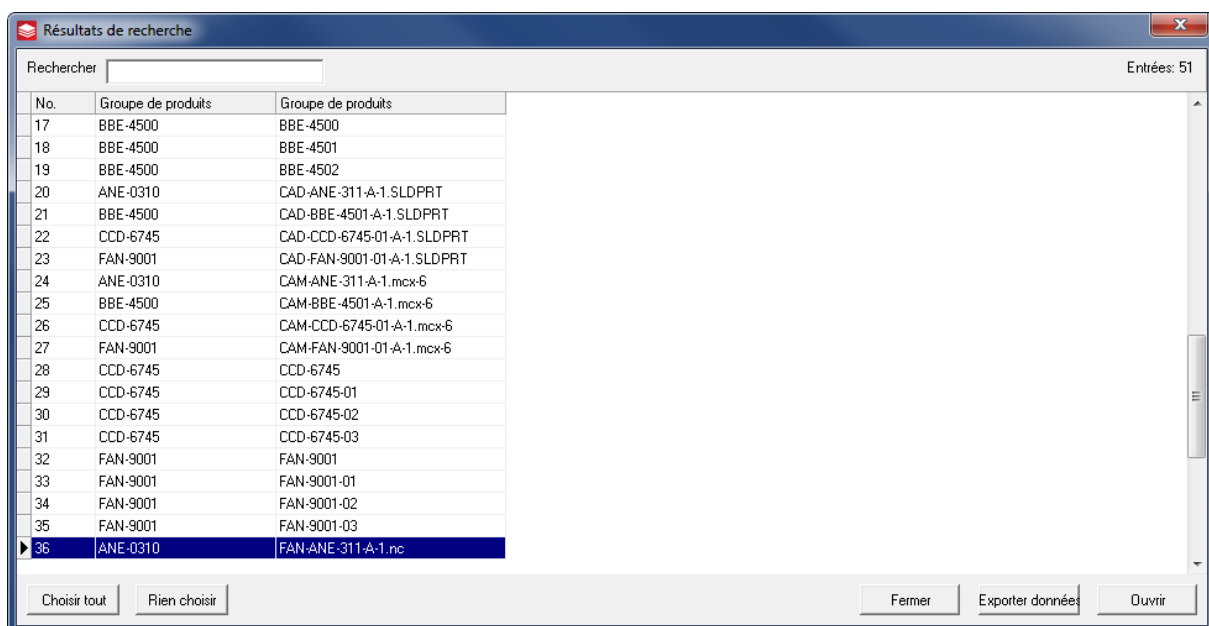 Résultats de recherche
Rechercher Entrées: 51
No. Groupe de produits Groupe de produits
17 BBE-4500 BBE-4500
18 BBE-4500 BBE-4501
19 BBE-4500 BBE-4502
20 ANE-0310 CAD-ANE-311-A-1.SLDPRT
21 BBE-4500 CAD-BBE-4501-A-1.SLDPRT
22 CCD-6745 CAD-CCD-6745-01-A-1.SLDPRT
23 FAN-9001 CAD-FAN-9001-01-A-1.SLDPRT
24 ANE-0310 CAM-ANE-311-A-1.mcx-6
25 BBE-4500 CAM-BBE-4501-A-1.mcx-6
26 CCD-6745 CAM-CCD-6745-01-A-1.mcx-6
27 FAN-9001 CAM-FAN-9001-01-A-1.mcx-6
28 CCD-6745 CCD-6745
29 CCD-6745 CCD-6745-01
30 CCD-6745 CCD-6745-02
31 CCD-6745 CCD-6745-03
32 FAN-9001 FAN-9001
33 FAN-9001 FAN-9001-01
34 FAN-9001 FAN-9001-02
35 FAN-9001 FAN-9001-03
36 ANE-0310 FAN-ANE-311-A-1.nc
Choisir tout Rien choisir Fermer Exporter données Ouvrir